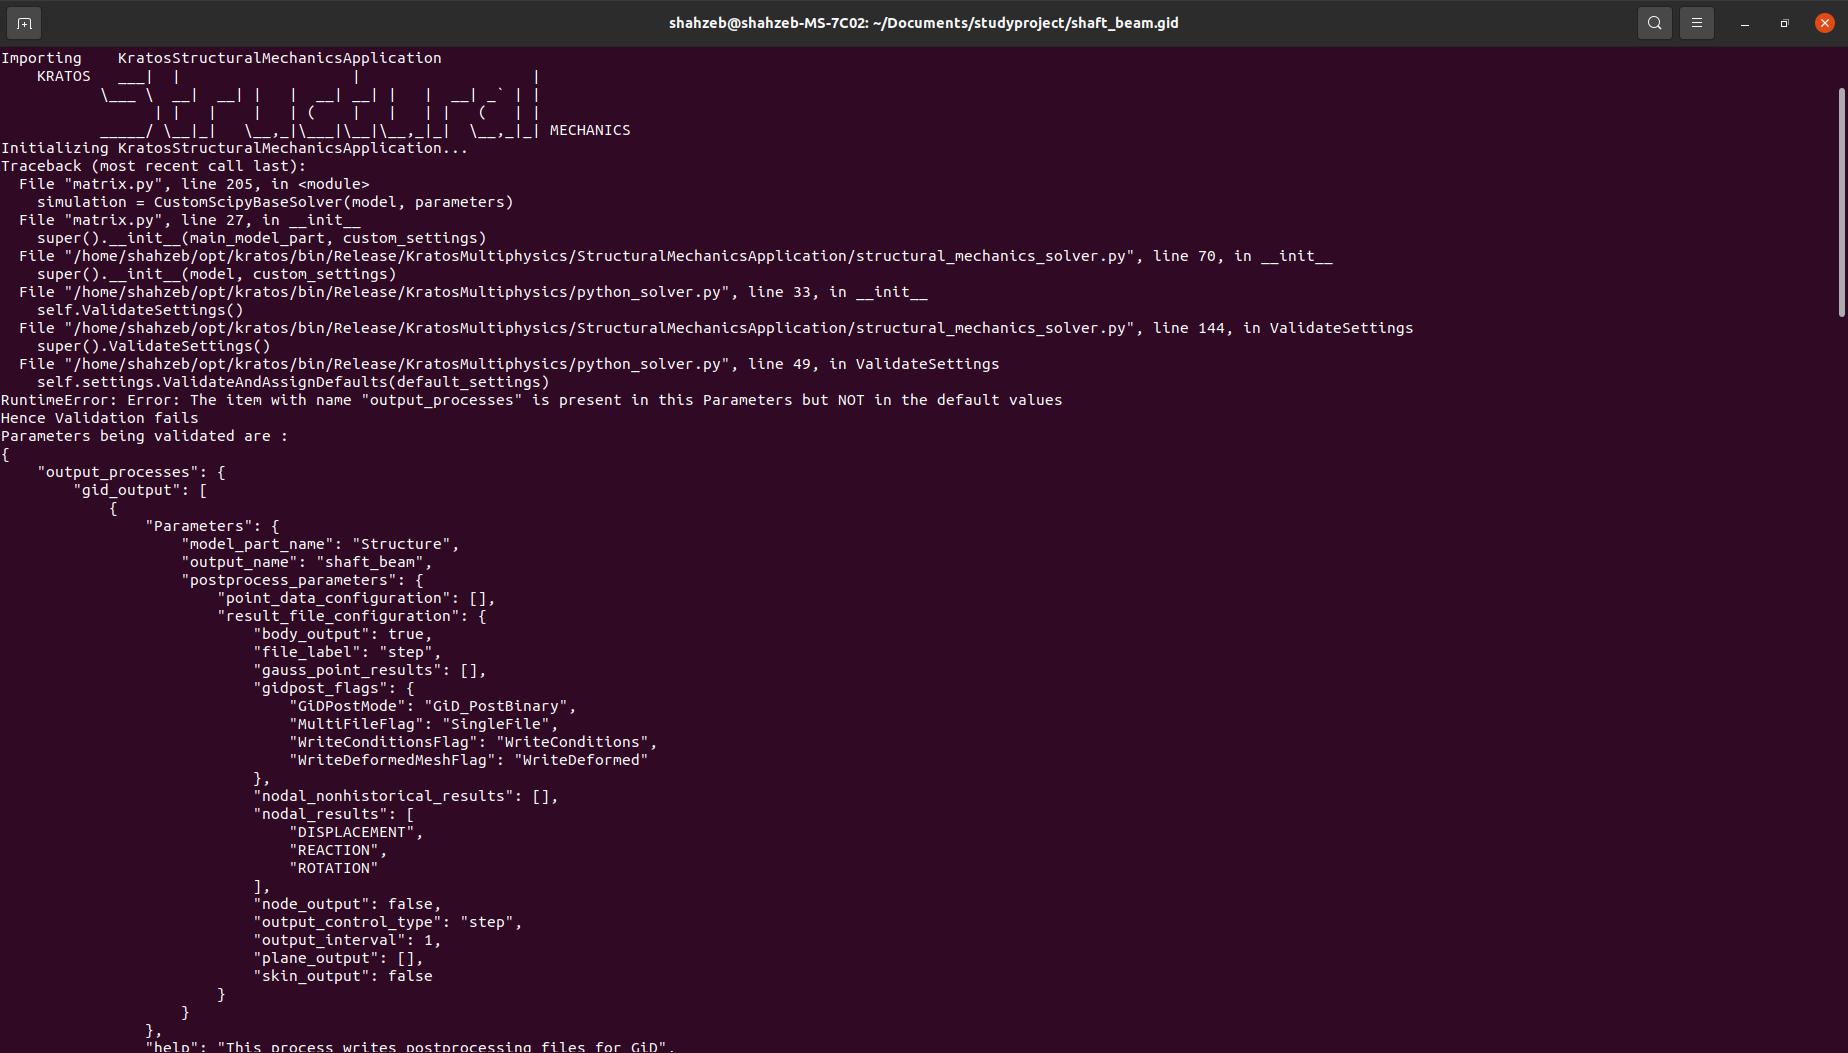 shahzeb@shahzeb-MS-7C02: ~/Documents/studyproject/shaft_beam.gid
Importing    KratosStructuralMechanicsApplication
    KRATOS   ___|  |                   |                   |
           \___ \  __|  __| |   |  __| __| |   |  __| _` | |
                 | |   |    |   | (    |   |   | |   (   | |
           _____/ \__|_|   \__,_|\___|\__|\__,_|_|  \__,_|_| MECHANICS
Initializing KratosStructuralMechanicsApplication...
Traceback (most recent call last):
  File "matrix.py", line 205, in <module>
    simulation = CustomScipyBaseSolver(model, parameters)
  File "matrix.py", line 27, in __init__
    super().__init__(main_model_part, custom_settings)
  File "/home/shahzeb/opt/kratos/bin/Release/KratosMultiphysics/StructuralMechanicsApplication/structural_mechanics_solver.py", line 70, in __init__
    super().__init__(model, custom_settings)
  File "/home/shahzeb/opt/kratos/bin/Release/KratosMultiphysics/python_solver.py", line 33, in __init__
    self.ValidateSettings()
  File "/home/shahzeb/opt/kratos/bin/Release/KratosMultiphysics/StructuralMechanicsApplication/structural_mechanics_solver.py", line 144, in ValidateSettings
    super().ValidateSettings()
  File "/home/shahzeb/opt/kratos/bin/Release/KratosMultiphysics/python_solver.py", line 49, in ValidateSettings
    self.settings.ValidateAndAssignDefaults(default_settings)
RuntimeError: Error: The item with name "output_processes" is present in this Parameters but NOT in the default values
Hence Validation fails
Parameters being validated are :
{
    "output_processes": {
        "gid_output": [
            {
                "Parameters": {
                    "model_part_name": "Structure",
                    "output_name": "shaft_beam",
                    "postprocess_parameters": {
                        "point_data_configuration": [],
                        "result_file_configuration": {
                            "body_output": true,
                            "file_label": "step",
                            "gauss_point_results": [],
                            "gidpost_flags": {
                                "GiDPostMode": "GiD_PostBinary",
                                "MultiFileFlag": "SingleFile",
                                "WriteConditionsFlag": "WriteConditions",
                                "WriteDeformedMeshFlag": "WriteDeformed"
                            },
                            "nodal_nonhistorical_results": [],
                            "nodal_results": [
                                "DISPLACEMENT",
                                "REACTION",
                                "ROTATION"
                            ],
                            "node_output": false,
                            "output_control_type": "step",
                            "output_interval": 1,
                            "plane_output": [],
                            "skin_output": false
                        }
                    }
                },
                "help": "This process writes postprocessing files for GiD",